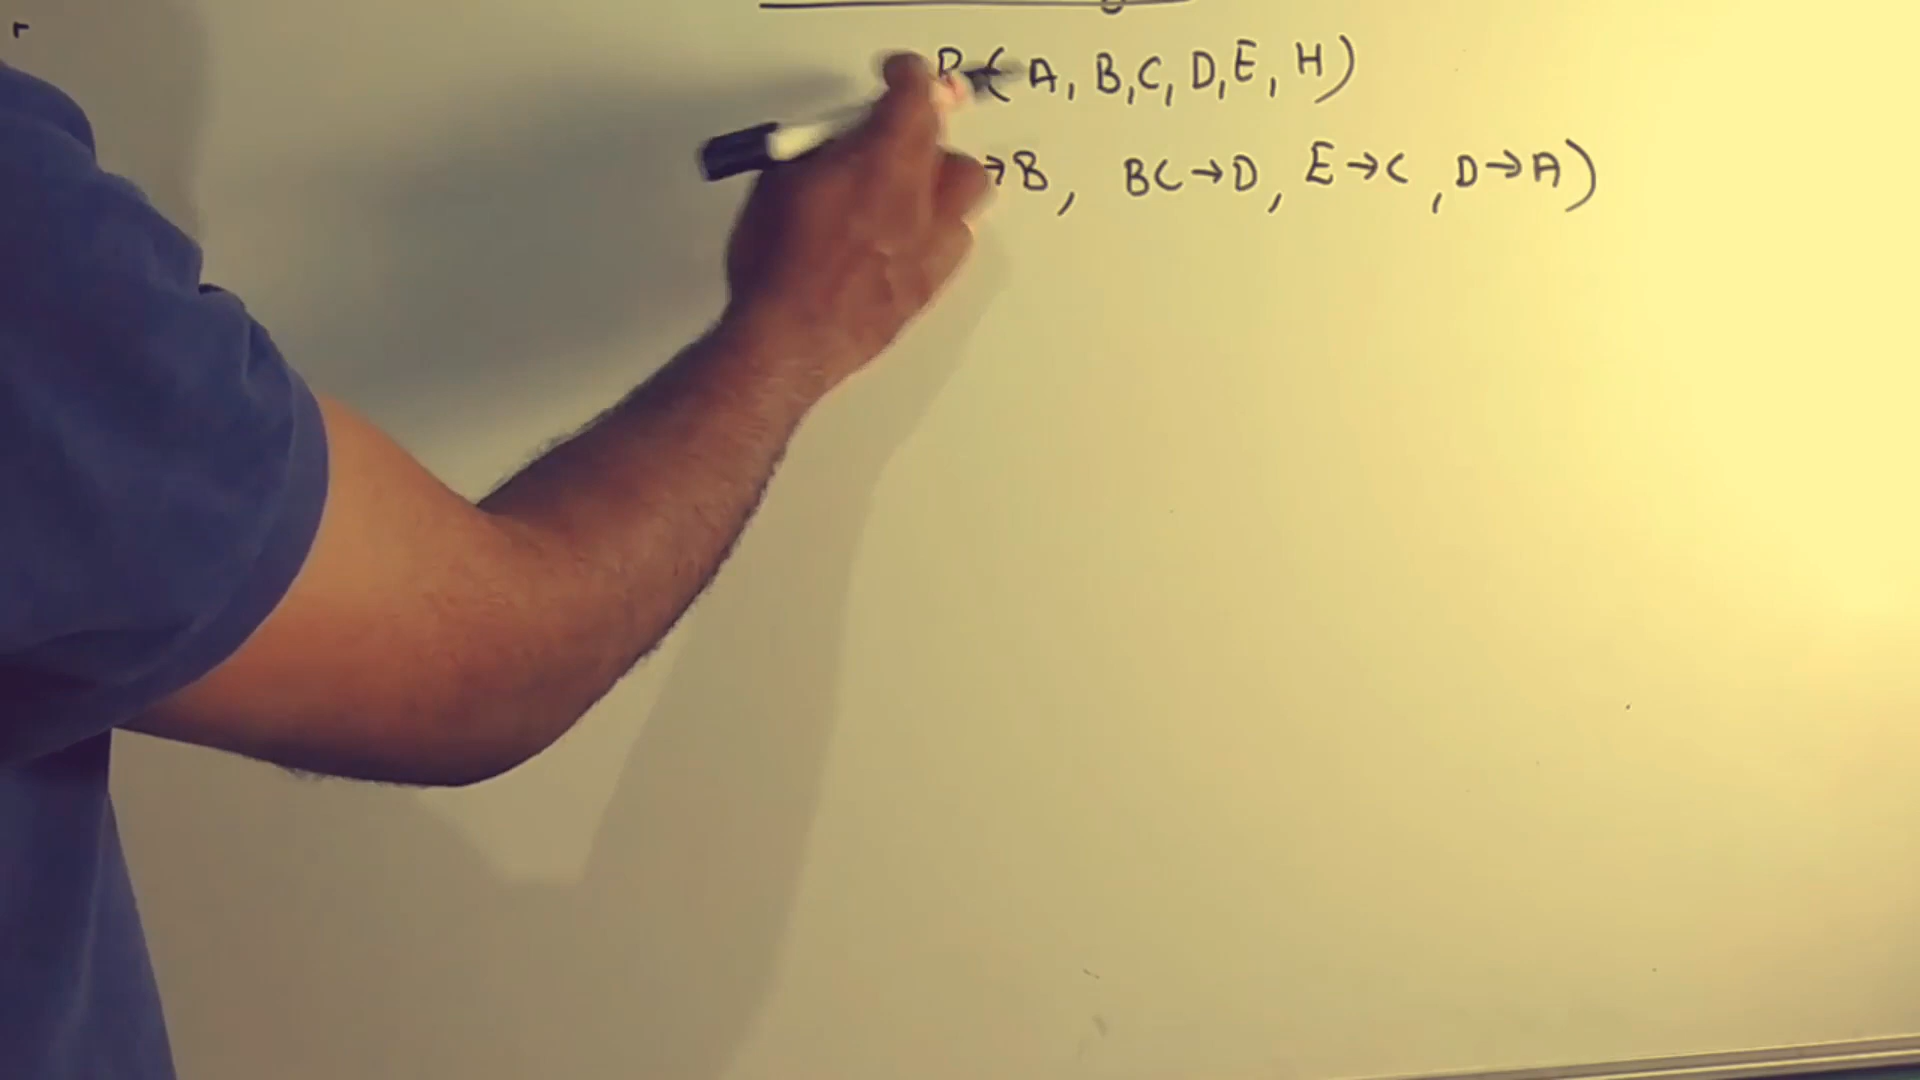 R(A, B, C, D, E, H)
→B, BC→D, E→C, D→A)